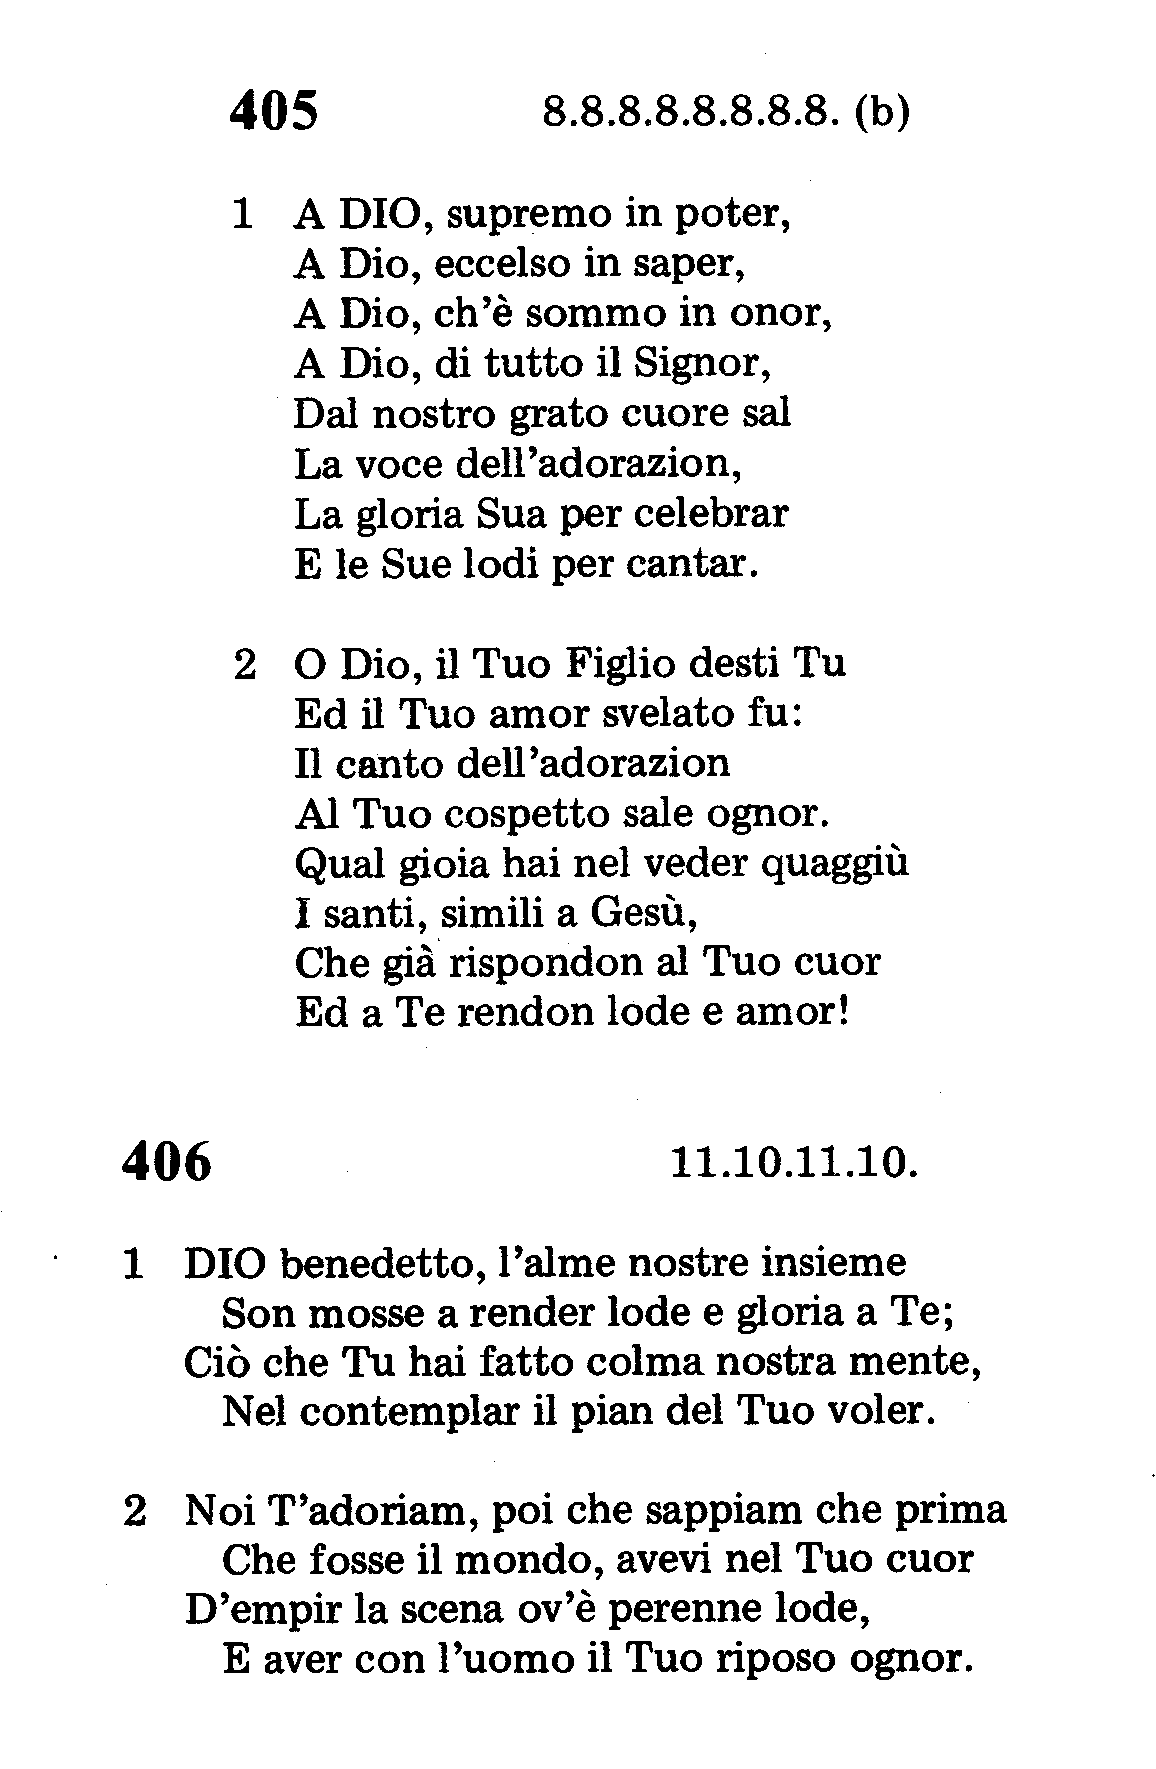 405 8.8.8.8.8.8.8.8. (b)
1 A DIO, supremo in poter,
A Dio, eccelso in saper,
A Dio, ch'è sommo in onor,
A Dio, di tutto il Signor,
Dal nostro grato cuore sal
La voce dell'adorazion,
La gloria Sua per celebrar
E le Sue lodi per cantar.
2 O Dio, il Tuo Figlio desti Tu
Ed il Tuo amor svelato fu:
Il canto dell'adorazion
Al Tuo cospetto sale ognor.
Qual gioia hai nel veder quaggiù
I santi, simili a Gesù,
Che già rispondon al Tuo cuor
Ed a Te rendon lode e amor!
406 11.10.11.10.
1 DIO benedetto, l'alme nostre insieme
Son mosse a render lode e gloria a Te;
Ciò che Tu hai fatto colma nostra mente,
Nel contemplar il pian del Tuo voler.
2 Noi T'adoriam, poi che sappiam che prima
Che fosse il mondo, avevi nel Tuo cuor
D'empir la scena ov'è perenne lode,
E aver con l'uomo il Tuo riposo ognor.